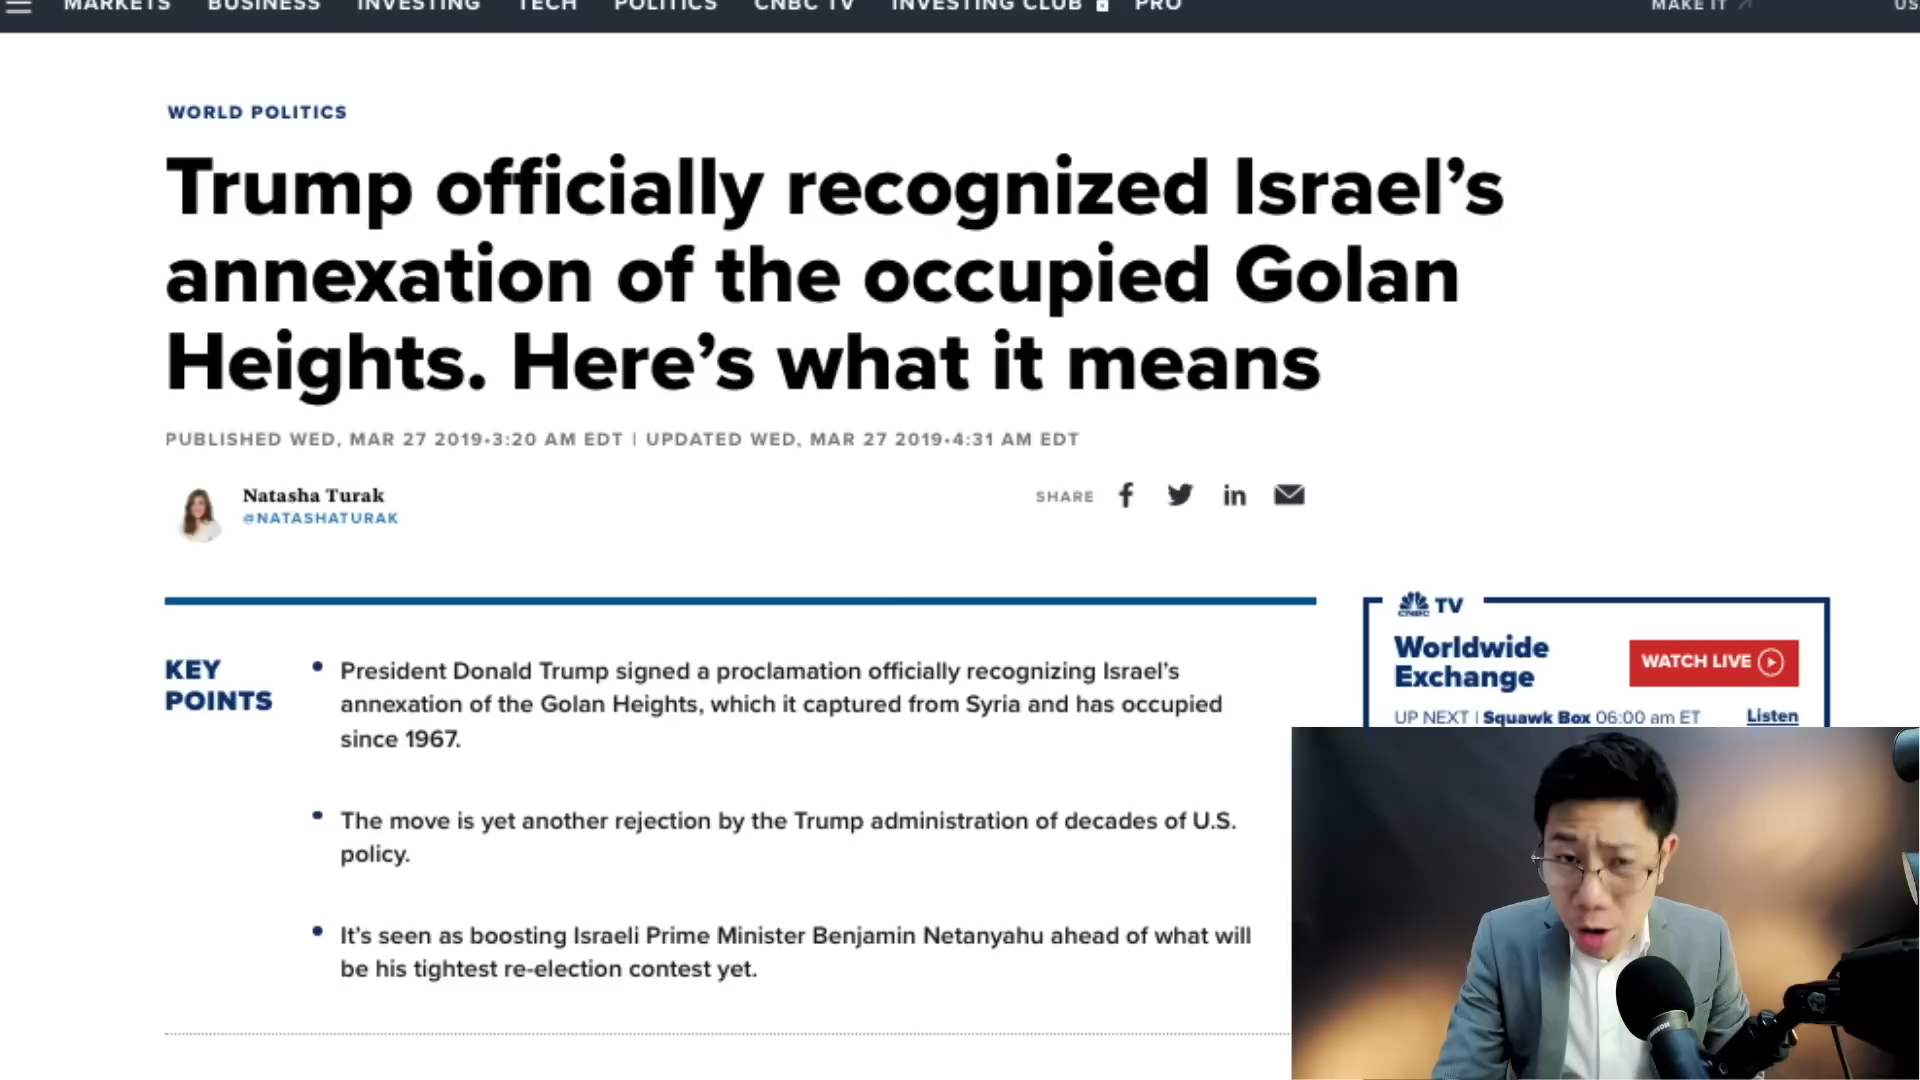 MARKETS BUSINESS INVESTING TECH POLITICS CNBC TV INVESTING CLUB PRO MAKE IT
WORLD POLITICS
Trump officially recognized Israel’s
annexation of the occupied Golan
Heights. Here’s what it means
PUBLISHED WED, MAR 27 2019•3:20 AM EDT | UPDATED WED, MAR 27 2019•4:31 AM EDT
Natasha Turak
@NATASHATURAK
SHARE
KEY
POINTS
• President Donald Trump signed a proclamation officially recognizing Israel’s
annexation of the Golan Heights, which it captured from Syria and has occupied
since 1967.
• The move is yet another rejection by the Trump administration of decades of U.S.
policy.
• It’s seen as boosting Israeli Prime Minister Benjamin Netanyahu ahead of what will
be his tightest re-election contest yet.
CNBC TV
Worldwide
Exchange
WATCH LIVE
UP NEXT | Squawk Box 06:00 am ET
Listen